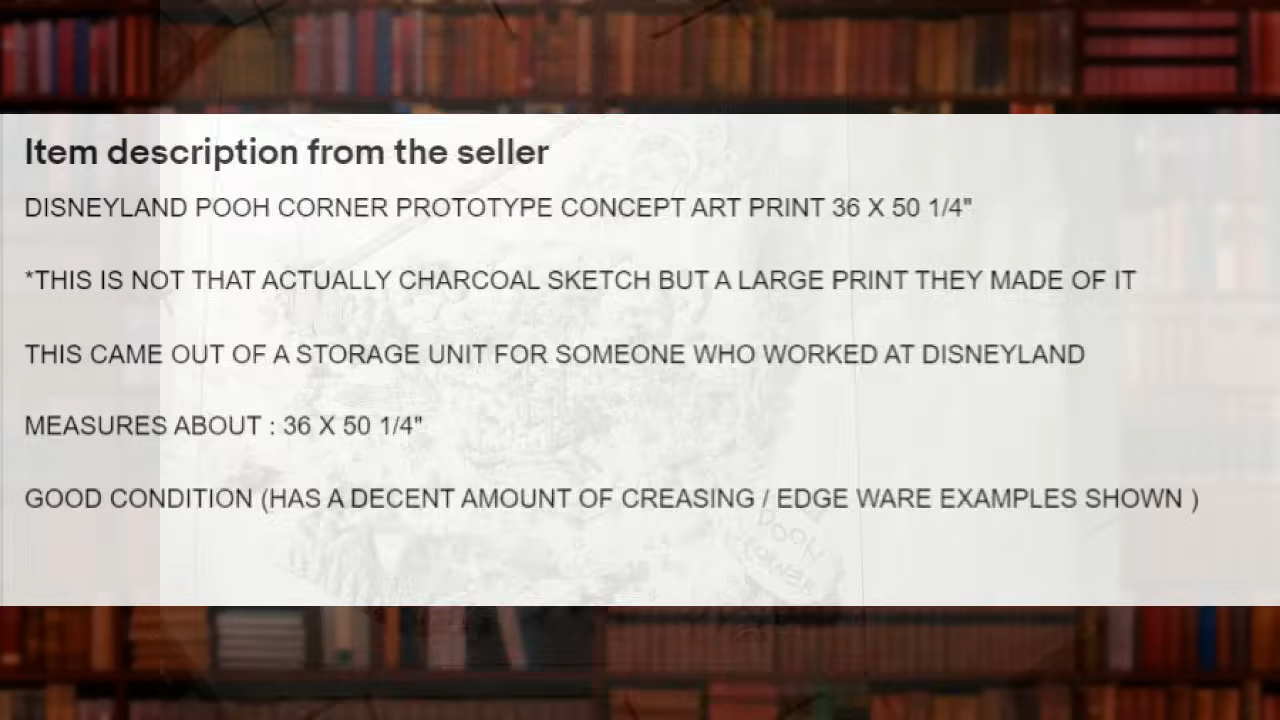 Item description from the seller
DISNEYLAND POOH CORNER PROTOTYPE CONCEPT ART PRINT 36 X 50 1/4"
*THIS IS NOT THAT ACTUALLY CHARCOAL SKETCH BUT A LARGE PRINT THEY MADE OF IT
THIS CAME OUT OF A STORAGE UNIT FOR SOMEONE WHO WORKED AT DISNEYLAND
MEASURES ABOUT : 36 X 50 1/4"
GOOD CONDITION (HAS A DECENT AMOUNT OF CREASING / EDGE WARE EXAMPLES SHOWN )
POOH
CORNER